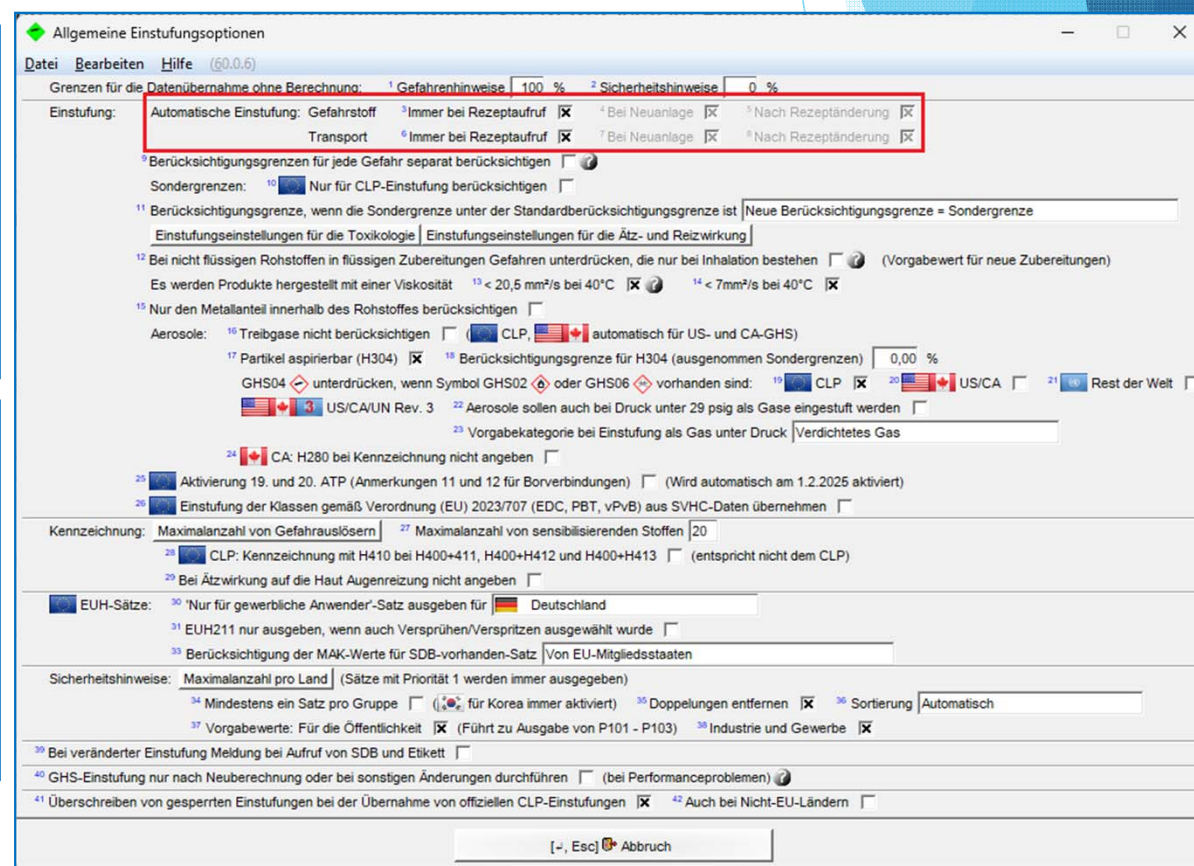 Allgemeine Einstufungsoptionen
Datei Bearbeiten Hilfe (60.0.6)
Grenzen für die Datenübernahme ohne Berechnung: 1 Gefahrenhinweise 100 % 2 Sicherheitshinweise 0 %
Einstufung: Automatische Einstufung: Gefahrstoff 3 Immer bei Rezeptaufruf 4 Bei Neuanlage 5 Nach Rezeptänderung
Transport 6 Immer bei Rezeptaufruf 7 Bei Neuanlage 8 Nach Rezeptänderung
9 Berücksichtigungsgrenzen für jede Gefahr separat berücksichtigen
Sondergrenzen: 10 Nur für CLP-Einstufung berücksichtigen
11 Berücksichtigungsgrenze, wenn die Sondergrenze unter der Standardberücksichtigungsgrenze ist Neue Berücksichtigungsgrenze = Sondergrenze
Einstufungseinstellungen für die Toxikologie Einstufungseinstellungen für die Ätz- und Reizwirkung
12 Bei nicht flüssigen Rohstoffen in flüssigen Zubereitungen Gefahren unterdrücken, die nur bei Inhalation bestehen (Vorgabewert für neue Zubereitungen)
Es werden Produkte hergestellt mit einer Viskosität 13 < 20,5 mm²/s bei 40°C 14 < 7mm²/s bei 40°C
15 Nur den Metallanteil innerhalb des Rohstoffes berücksichtigen
Aerosole: 16 Treibgase nicht berücksichtigen ( CLP, automatisch für US- und CA-GHS)
17 Partikel aspirierbar (H304) 18 Berücksichtigungsgrenze für H304 (ausgenommen Sondergrenzen) 0,00 %
GHS04 unterdrücken, wenn Symbol GHS02 oder GHS06 vorhanden sind: 19 CLP 20 US/CA 21 Rest der Welt
3 US/CA/UN Rev. 3 22 Aerosole sollen auch bei Druck unter 29 psig als Gase eingestuft werden
23 Vorgabekategorie bei Einstufung als Gas unter Druck Verdichtetes Gas
24 CA: H280 bei Kennzeichnung nicht angeben
25 Aktivierung 19. und 20. ATP (Anmerkungen 11 und 12 für Borverbindungen) (Wird automatisch am 1.2.2025 aktiviert)
26 Einstufung der Klassen gemäß Verordnung (EU) 2023/707 (EDC, PBT, vPvB) aus SVHC-Daten übernehmen
Kennzeichnung: Maximalanzahl von Gefahrauslösern 27 Maximalanzahl von sensibilisierenden Stoffen 20
28 CLP: Kennzeichnung mit H410 bei H400+411, H400+H412 und H400+H413 (entspricht nicht dem CLP)
29 Bei Ätzwirkung auf die Haut Augenreizung nicht angeben
EUH-Sätze: 30 'Nur für gewerbliche Anwender'-Satz ausgeben für Deutschland
31 EUH211 nur ausgeben, wenn auch Versprühen/Verspritzen ausgewählt wurde
33 Berücksichtigung der MAK-Werte für SDB-vorhanden-Satz Von EU-Mitgliedsstaaten
Sicherheitshinweise: Maximalanzahl pro Land (Sätze mit Priorität 1 werden immer ausgegeben)
34 Mindestens ein Satz pro Gruppe ( für Korea immer aktiviert) 35 Doppelungen entfernen 36 Sortierung Automatisch
37 Vorgabewerte: Für die Öffentlichkeit (Führt zu Ausgabe von P101 - P103) 38 Industrie und Gewerbe
39 Bei veränderter Einstufung Meldung bei Aufruf von SDB und Etikett
40 GHS-Einstufung nur nach Neuberechnung oder bei sonstigen Änderungen durchführen (bei Performanceproblemen)
41 Überschreiben von gesperrten Einstufungen bei der Übernahme von offiziellen CLP-Einstufungen 42 Auch bei Nicht-EU-Ländern
[↵, Esc] Abbruch